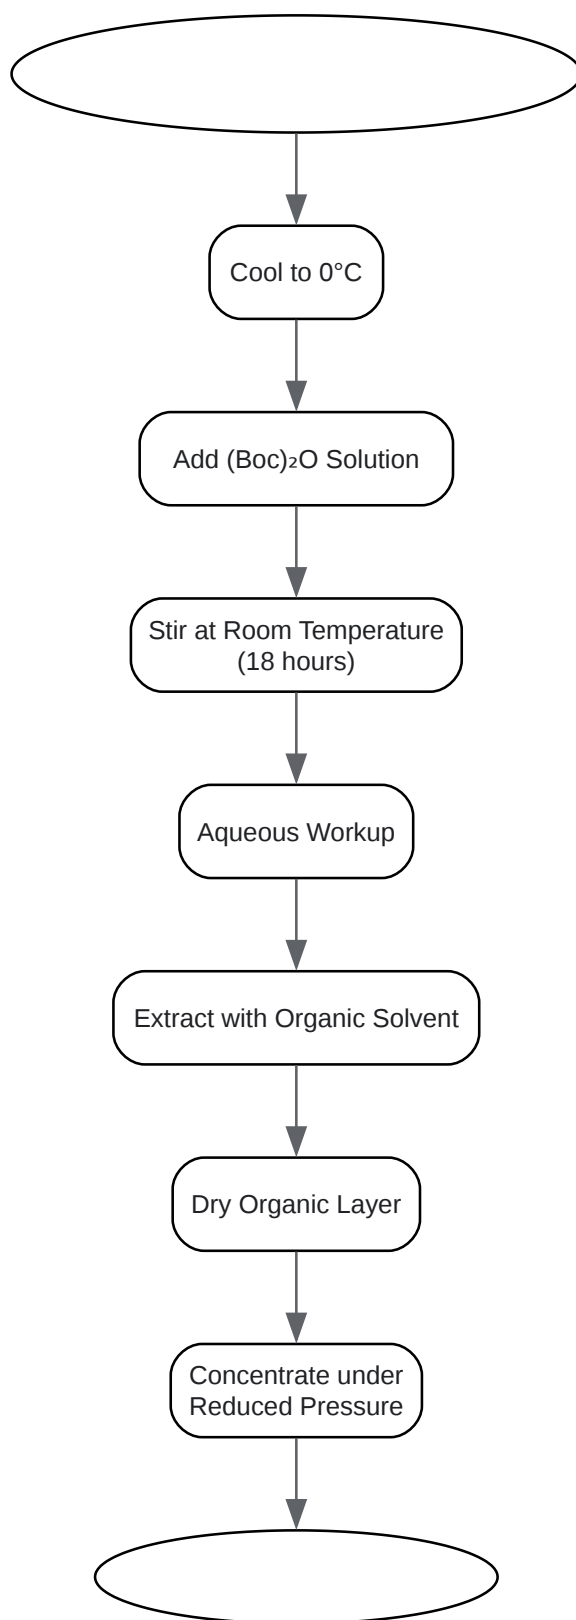 Cool to 0°C
Add (Boc)₂O Solution
Stir at Room Temperature
(18 hours)
Aqueous Workup
Extract with Organic Solvent
Dry Organic Layer
Concentrate under
Reduced Pressure